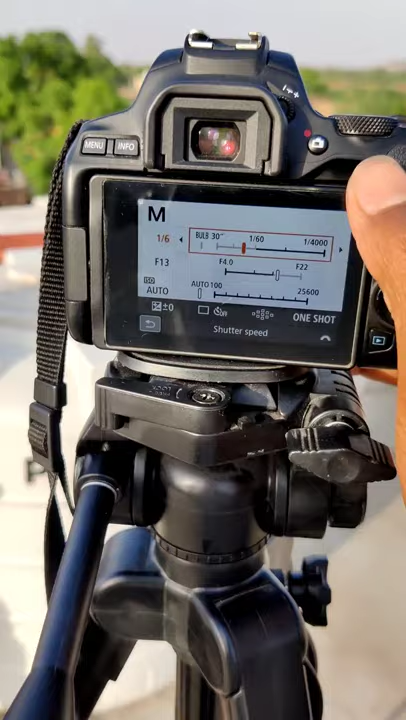 MENU INFO
M
1/6 BULB 30" 1/60 1/4000
F13 F4.0 F22
ISO
AUTO AUTO 100 25600
±0 ONE SHOT
Shutter speed